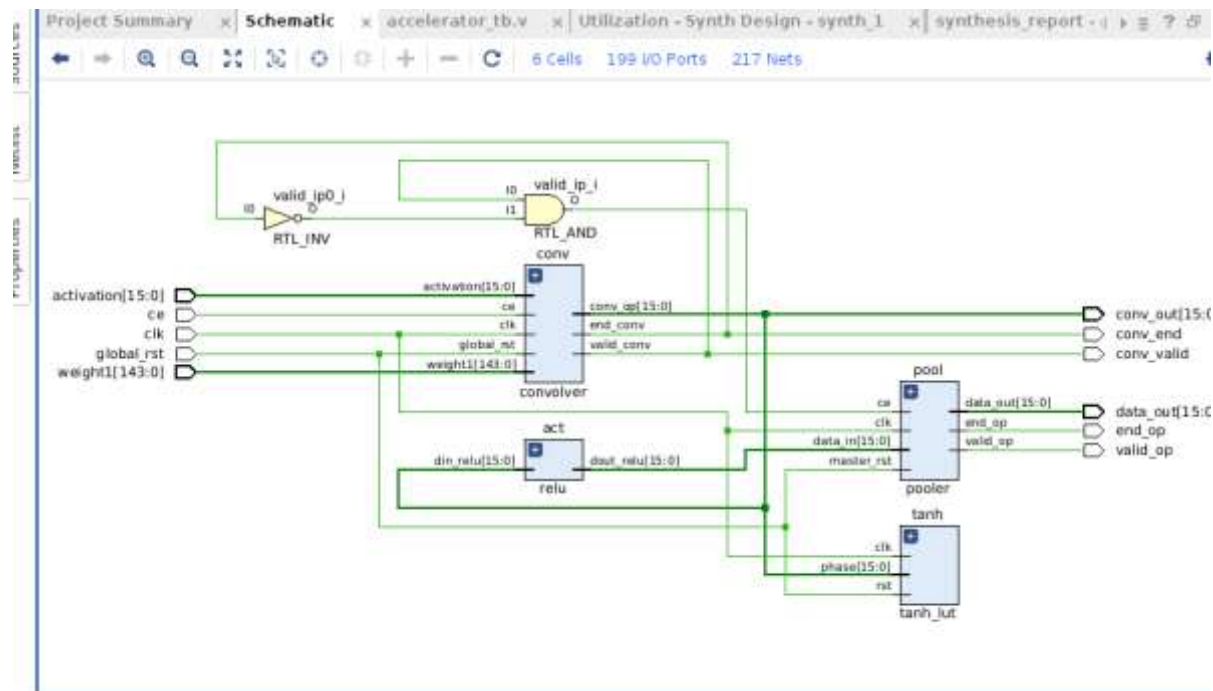 Project Summary x Schematic x accelerator_tb.v x Utilization - Synth Design - synth_1 x synthesis_report -
Sources
Netlist
Properties
6 Cells 199 I/O Ports 217 Nets
valid_ip0_i
I0
O
RTL_INV
valid_ip_i
I0
I1
O
RTL_AND
activation[15:0]
ce
clk
global_rst
weight1[143:0]
conv
activation[15:0]
ce
clk
global_rst
weight1[143:0]
conv_op[15:0]
end_conv
valid_conv
convolver
act
din_relu[15:0]
dout_relu[15:0]
relu
pool
ce
clk
data_in[15:0]
master_rst
data_out[15:0]
end_op
valid_op
pooler
tanh
clk
phase[15:0]
rst
tanh_lut
conv_out[15:0
conv_end
conv_valid
data_out[15:0
end_op
valid_op